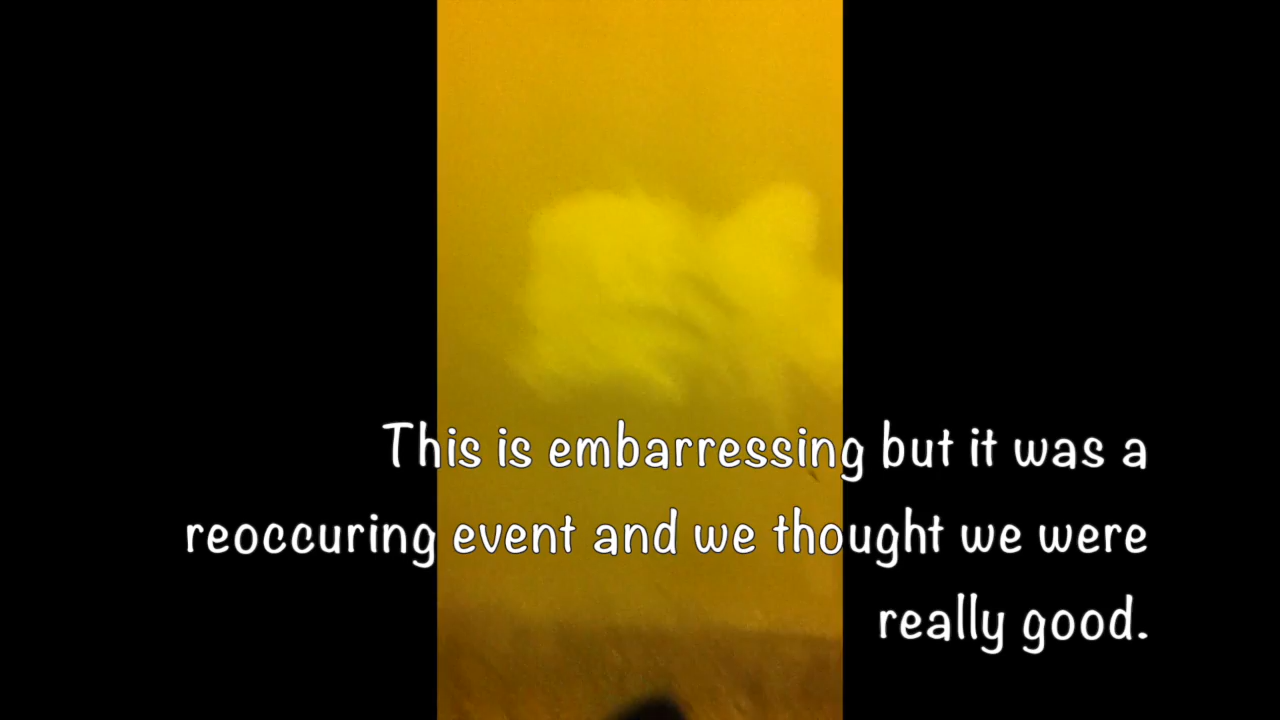 This is embarressing but it was a
reoccuring event and we thought we were
really good.